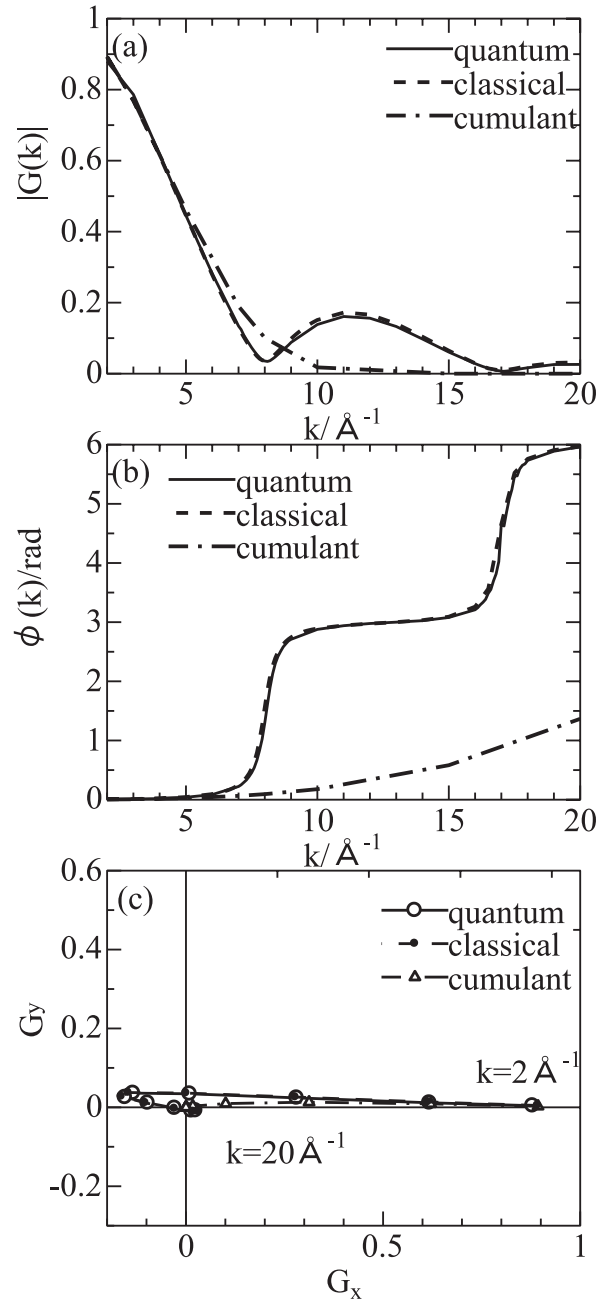 (a)
quantum
classical
cumulant
|G(k)|
1
0.8
0.6
0.4
0.2
0
5 10 15 20
k/ Å⁻¹
(b)
quantum
classical
cumulant
ϕ (k)/rad
6
5
4
3
2
1
0
5 10 15 20
k/ Å⁻¹
(c)
quantum
classical
cumulant
Gy
0.6
0.4
0.2
0
-0.2
k=2 Å⁻¹
k=20 Å⁻¹
0 0.5 1
Gx